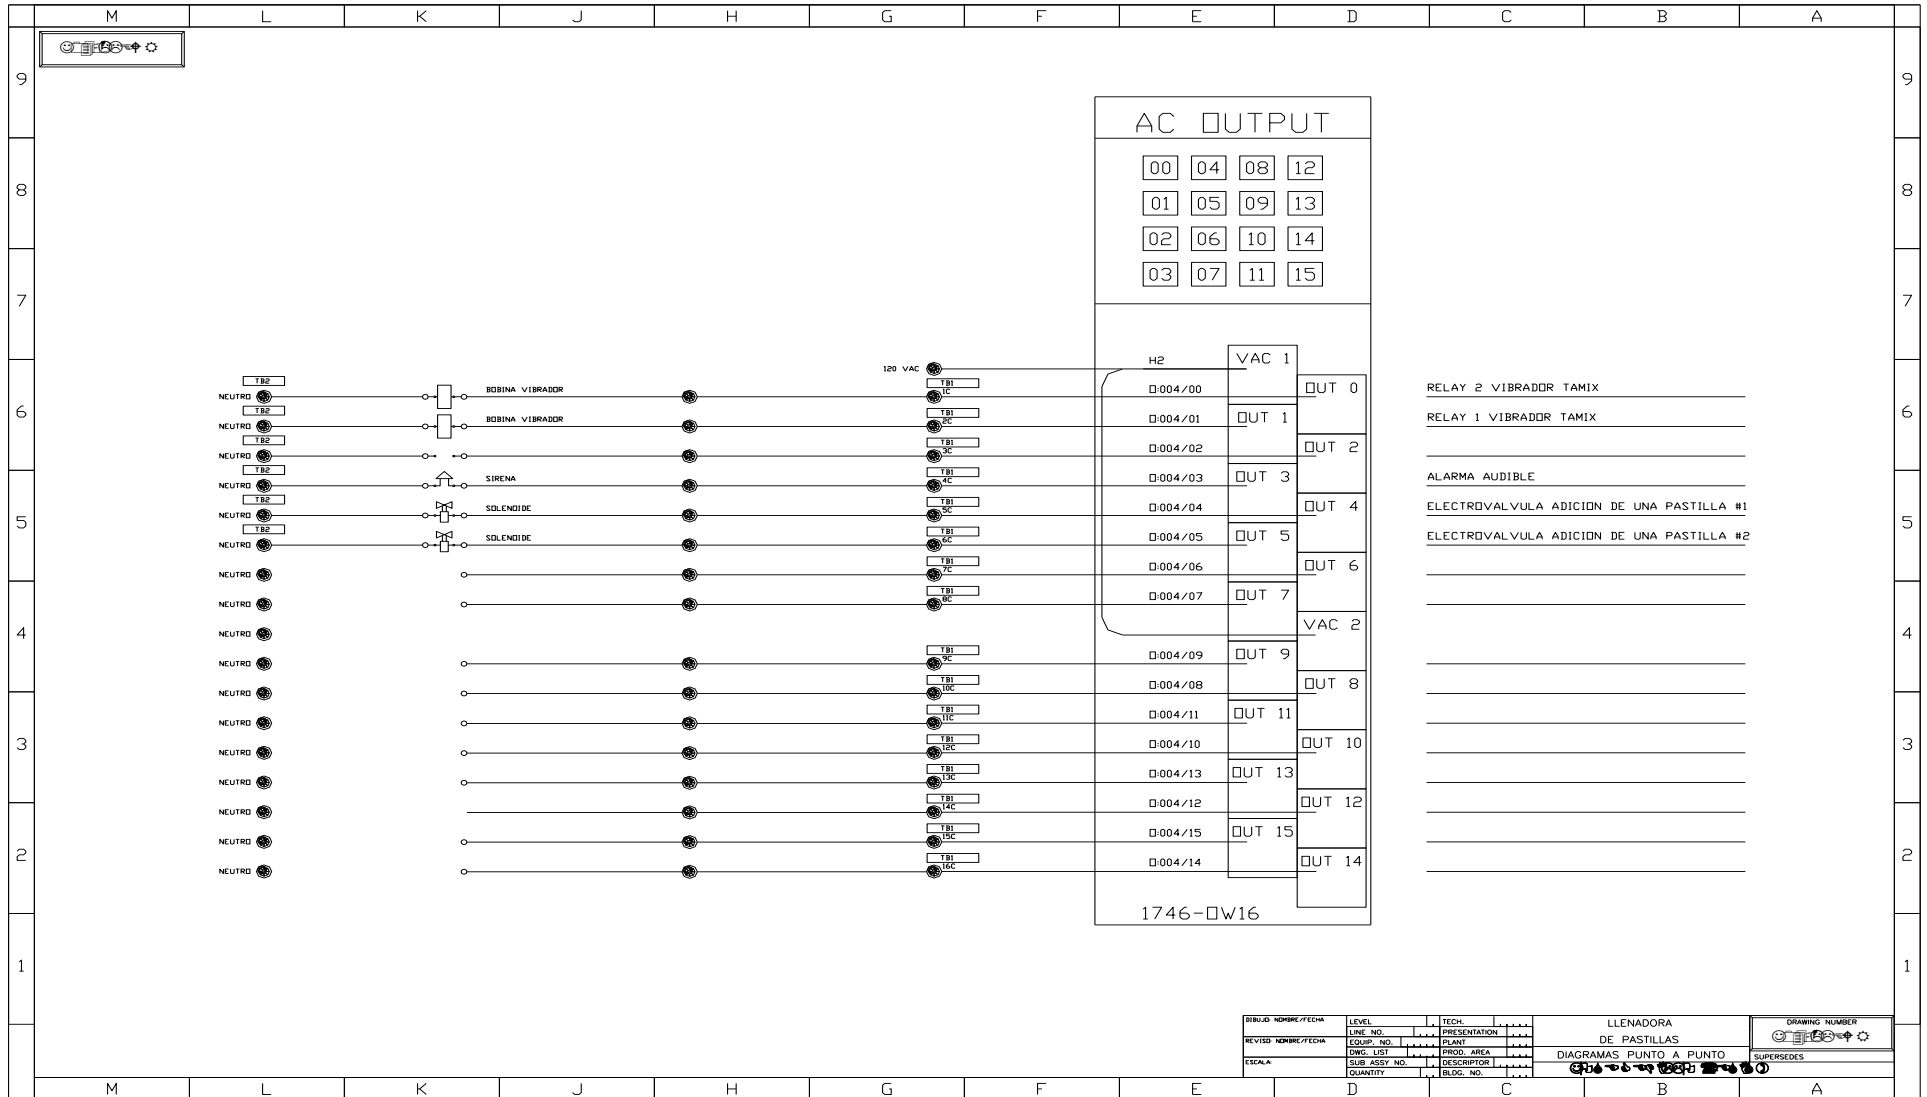 M L K J H G F E D C B A
9 9
AC OUTPUT
00 04 08 12
01 05 09 13
8 8
02 06 10 14
03 07 11 15
7 7
120 VAC H2 VAC 1
TB2 TB1
NEUTRO BOBINA VIBRADOR 1C O:004/00 OUT 0 RELAY 2 VIBRADOR TAMIX
6 6
TB2 TB1
NEUTRO BOBINA VIBRADOR 2C O:004/01 OUT 1 RELAY 1 VIBRADOR TAMIX
TB2 TB1
NEUTRO 3C O:004/02 OUT 2
TB2 TB1
NEUTRO SIRENA 4C O:004/03 OUT 3 ALARMA AUDIBLE
TB2 TB1
NEUTRO SOLENOIDE 5C O:004/04 OUT 4 ELECTROVALVULA ADICION DE UNA PASTILLA #1
5 5
TB2 TB1
NEUTRO SOLENOIDE 6C O:004/05 OUT 5 ELECTROVALVULA ADICION DE UNA PASTILLA #2
TB1
NEUTRO 7C O:004/06 OUT 6
TB1
NEUTRO 8C O:004/07 OUT 7
4 4
NEUTRO VAC 2
TB1
NEUTRO 9C O:004/09 OUT 9
TB1
NEUTRO 10C O:004/08 OUT 8
TB1
NEUTRO 11C O:004/11 OUT 11
3 3
TB1
NEUTRO 12C O:004/10 OUT 10
TB1
NEUTRO 13C O:004/13 OUT 13
TB1
NEUTRO 14C O:004/12 OUT 12
TB1
NEUTRO 15C O:004/15 OUT 15
2 2
TB1
NEUTRO 16C O:004/14 OUT 14
1746-OW16
1 1
DIBUJO: NOMBRE/FECHA
REVISO: NOMBRE/FECHA
ESCALA:
LEVEL
LINE NO.
EQUIP. NO.
DWG. LIST
SUB ASSY NO.
QUANTITY
TECH.
PRESENTATION
PLANT
PROD. AREA
DESCRIPTOR
BLDG. NO.
LLENADORA
DE PASTILLAS
DIAGRAMAS PUNTO A PUNTO
DRAWING NUMBER
SUPERSEDES
M L K J H G F E D C B A